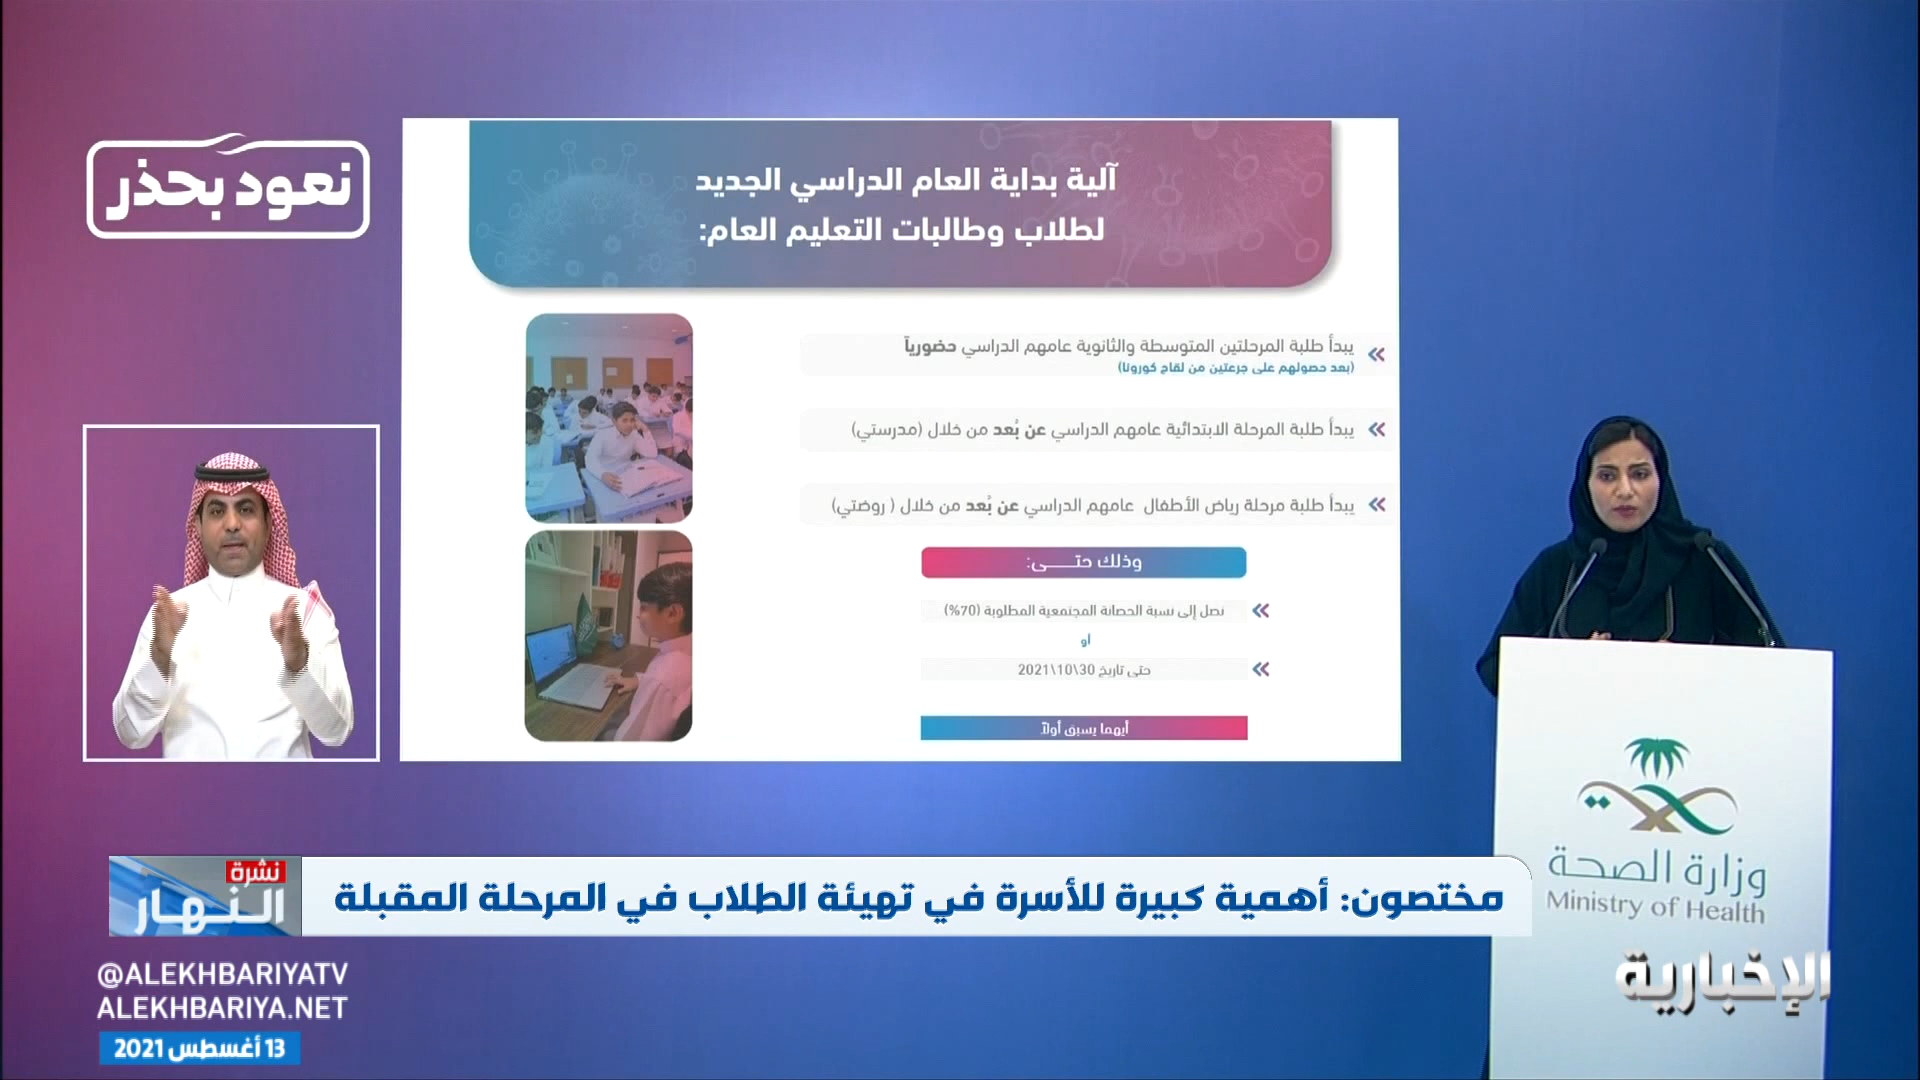 نعود بحذر
آلية بداية العام الدراسي الجديد
لطلاب وطالبات التعليم العام:
يبدأ طلبة المرحلتين المتوسطة والثانوية عامهم الدراسي حضورياً
(بعد حصولهم على جرعتين من لقاح كورونا)
يبدأ طلبة المرحلة الابتدائية عامهم الدراسي عن بُعد من خلال (مدرستي)
يبدأ طلبة مرحلة رياض الأطفال عامهم الدراسي عن بُعد من خلال ( روضتي)
وذلك حتـــــى:
نصل إلى نسبة الحصانة المجتمعية المطلوبة (70%)
أو
حتى تاريخ 30\10\2021
أيهما يسبق أولاً
وزارة الصحة
Ministry of Health
نشرة
النهار
مختصون: أهمية كبيرة للأسرة في تهيئة الطلاب في المرحلة المقبلة
@ALEKHBARIYATV
ALEKHBARIYA.NET
13 أغسطس 2021
الإخبارية